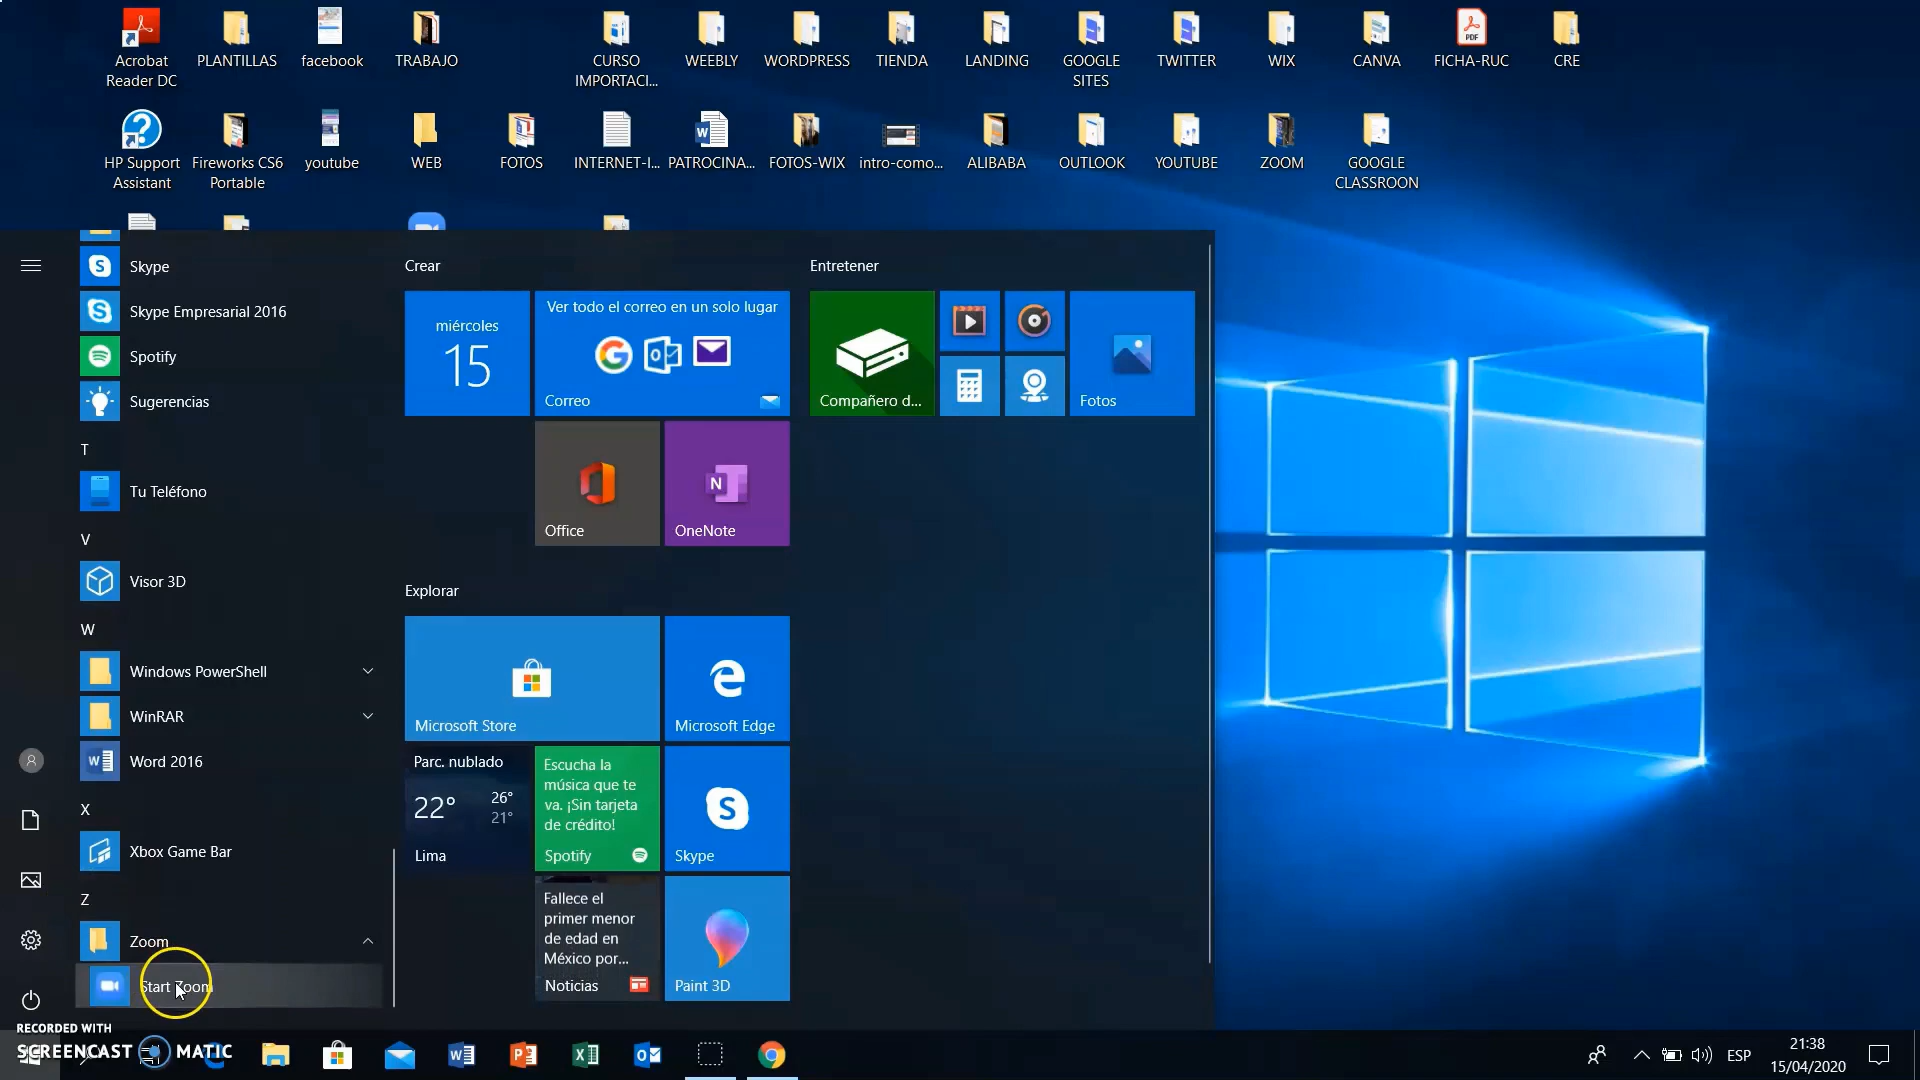 Acrobat
Reader DC
PLANTILLAS
facebook
TRABAJO
CURSO
IMPORTACI...
WEEBLY
WORDPRESS
TIENDA
LANDING
GOOGLE
SITES
TWITTER
WIX
CANVA
PDF
FICHA-RUC
CRE
HP Support
Assistant
Fireworks CS6
Portable
youtube
WEB
FOTOS
INTERNET-I...
PATROCINA...
FOTOS-WIX
intro-como...
ALIBABA
OUTLOOK
YOUTUBE
ZOOM
GOOGLE
CLASSROON
Skype
Skype Empresarial 2016
Spotify
Sugerencias
T
Tu Teléfono
V
Visor 3D
W
Windows PowerShell
WinRAR
Word 2016
X
Xbox Game Bar
Z
Zoom
Start Zoom
Crear
miércoles
15
Ver todo el correo en un solo lugar
Correo
Office
OneNote
Explorar
Microsoft Store
Microsoft Edge
Parc. nublado
22° 26°
21°
Lima
Escucha la
música que te
va. ¡Sin tarjeta
de crédito!
Spotify
Skype
Fallece el
primer menor
de edad en
México por...
Noticias
Paint 3D
Entretener
Compañero d...
Fotos
RECORDED WITH
SCREENCAST MATIC
ESP
21:38
15/04/2020